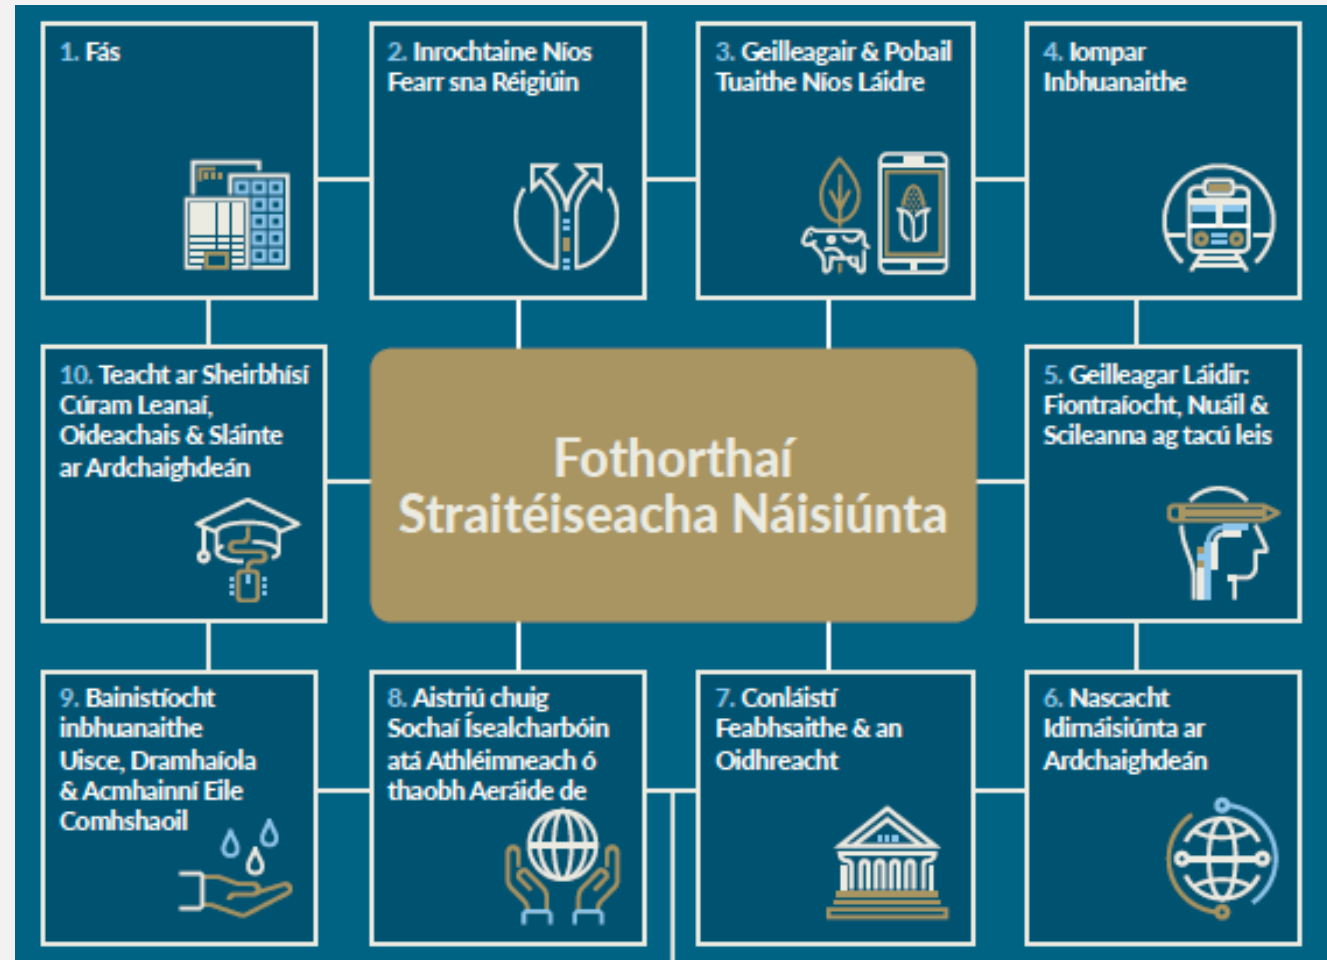 1. Fás
2. Inrochtaine Níos
Fearr sna Réigiúin
3. Geilleagair & Pobail
Tuaithe Níos Láidre
4. Iompar
Inbhuanaithe
10. Teacht ar Sheirbhísí
Cúram Leanaí,
Oideachais & Sláinte
ar Ardchaighdeán
Fothorthaí
Straitéiseacha Náisiúnta
5. Geilleagar Láidir:
Fiontraíocht, Nuáil &
Scileanna ag tacú leis
9. Bainistíocht
inbhuanaithe
Uisce, Dramhaíola
& Acmhainní Eile
Comhshaoil
8. Aistriú chuig
Sochaí Ísealcharbóin
atá Athléimneach ó
thaobh Aeráide de
7. Conláistí
Feabhsaithe & an
Oidhreacht
6. Nascacht
Idirnáisiúnta ar
Ardchaighdeán